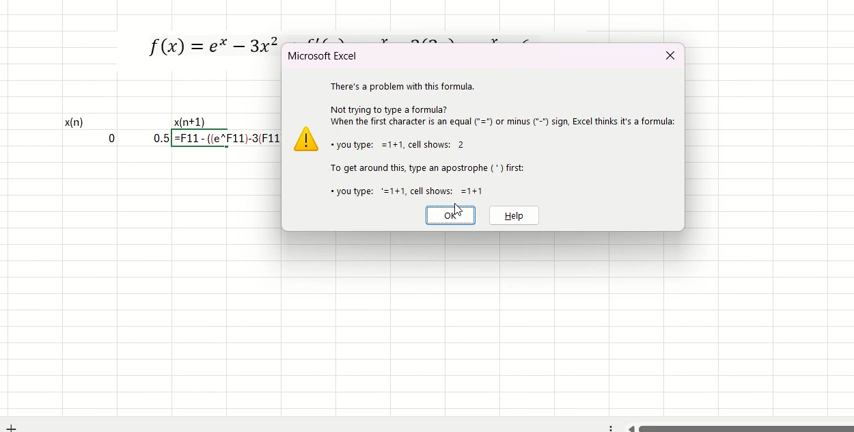 f(x) = eˣ − 3x²
Microsoft Excel
There's a problem with this formula.
Not trying to type a formula?
When the first character is an equal ("=") or minus ("-") sign, Excel thinks it's a formula:
• you type: =1+1, cell shows: 2
To get around this, type an apostrophe ( ' ) first:
• you type: '=1+1, cell shows: =1+1
OK Help
x(n) x(n+1)
0 0.5 =F11 - ((e^F11)-3(F11